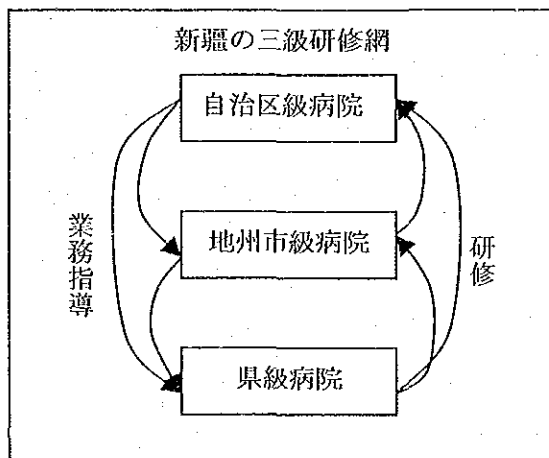 新疆の三級研修網
自治区級病院
地州市級病院
県級病院
業務指導
研修